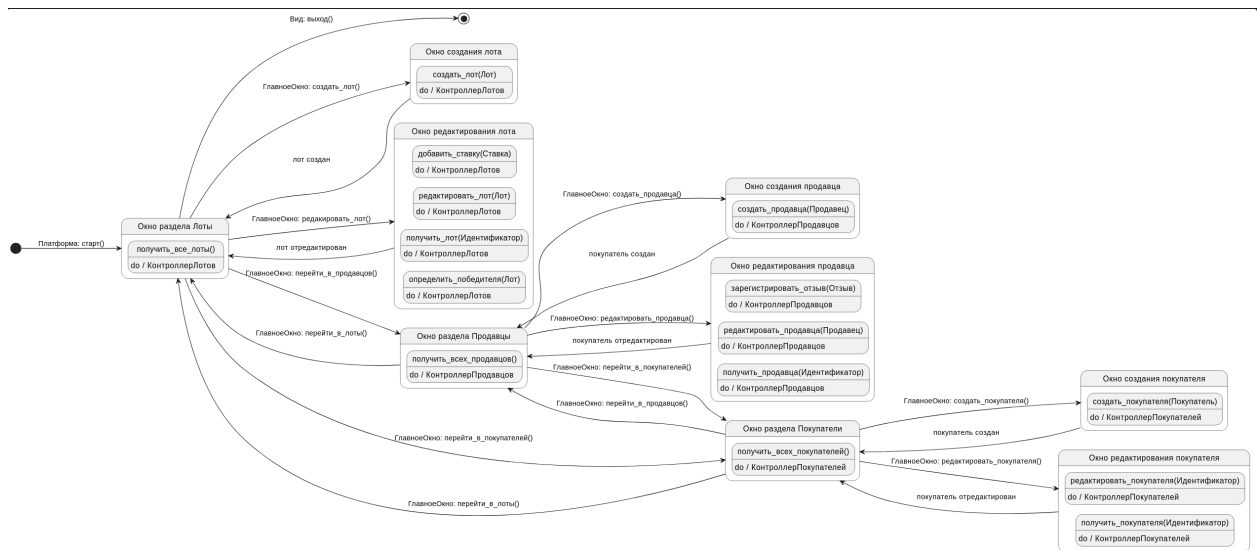 Вид: выход()
Окно создания лота
создать_лот(Лот)
do / КонтроллерЛотов
ГлавноеОкно: создать_лот()
лот создан
Окно редактирования лота
добавить_ставку(Ставка)
do / КонтроллерЛотов
редактировать_лот(Лот)
do / КонтроллерЛотов
получить_лот(Идентификатор)
do / КонтроллерЛотов
определить_победителя(Лот)
do / КонтроллерЛотов
Платформа: старт()
Окно раздела Лоты
получить_все_лоты()
do / КонтроллерЛотов
ГлавноеОкно: редакировать_лот()
лот отредактирован
ГлавноеОкно: перейти_в_продавцов()
ГлавноеОкно: перейти_в_лоты()
Окно раздела Продавцы
получить_всех_продавцов()
do / КонтроллерПродавцов
ГлавноеОкно: создать_продавца()
покупатель создан
Окно создания продавца
создать_продавца(Продавец)
do / КонтроллерПродавцов
ГлавноеОкно: редактировать_продавца()
покупатель отредактирован
Окно редактирования продавца
зарегистрировать_отзыв(Отзыв)
do / КонтроллерПродавцов
редактировать_продавца(Продавец)
do / КонтроллерПродавцов
получить_продавца(Идентификатор)
do / КонтроллерПродавцов
ГлавноеОкно: перейти_в_покупателей()
ГлавноеОкно: перейти_в_продавцов()
ГлавноеОкно: перейти_в_покупателей()
ГлавноеОкно: перейти_в_лоты()
Окно раздела Покупатели
получить_всех_покупателей()
do / КонтроллерПокупателей
ГлавноеОкно: создать_покупателя()
покупатель создан
Окно создания покупателя
создать_покупателя(Покупатель)
do / КонтроллерПокупателей
ГлавноеОкно: редактировать_покупателя()
покупатель отредактирован
Окно редактирования покупателя
редактировать_покупателя(Идентификатор)
do / КонтроллерПокупателей
получить_покупателя(Идентификатор)
do / КонтроллерПокупателей